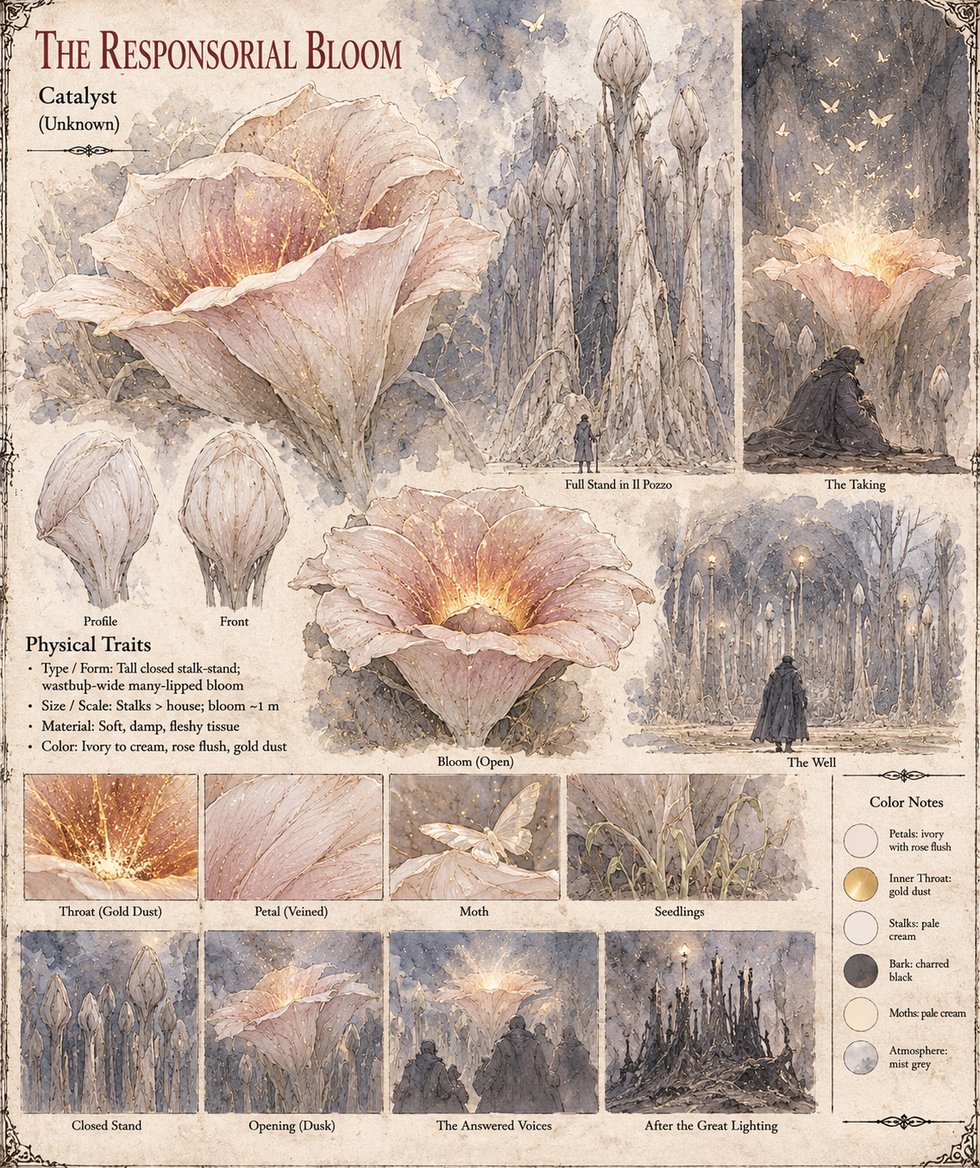 The Responsorial Bloom
Catalyst
(Unknown)
Full Stand in Il Pozzo
The Taking
Profile
Front
Physical Traits
• Type / Form: Tall closed stalk-stand;
wastbuþ-wide many-lipped bloom
• Size / Scale: Stalks > house; bloom ~1 m
• Material: Soft, damp, fleshy tissue
• Color: Ivory to cream, rose flush, gold dust
Bloom (Open)
The Well
Throat (Gold Dust)
Petal (Veined)
Moth
Seedlings
Closed Stand
Opening (Dusk)
The Answered Voices
After the Great Lighting
Color Notes
Petals: ivory
with rose flush
Inner Throat:
gold dust
Stalks: pale
cream
Bark: charred
black
Moths: pale cream
Atmosphere:
mist grey